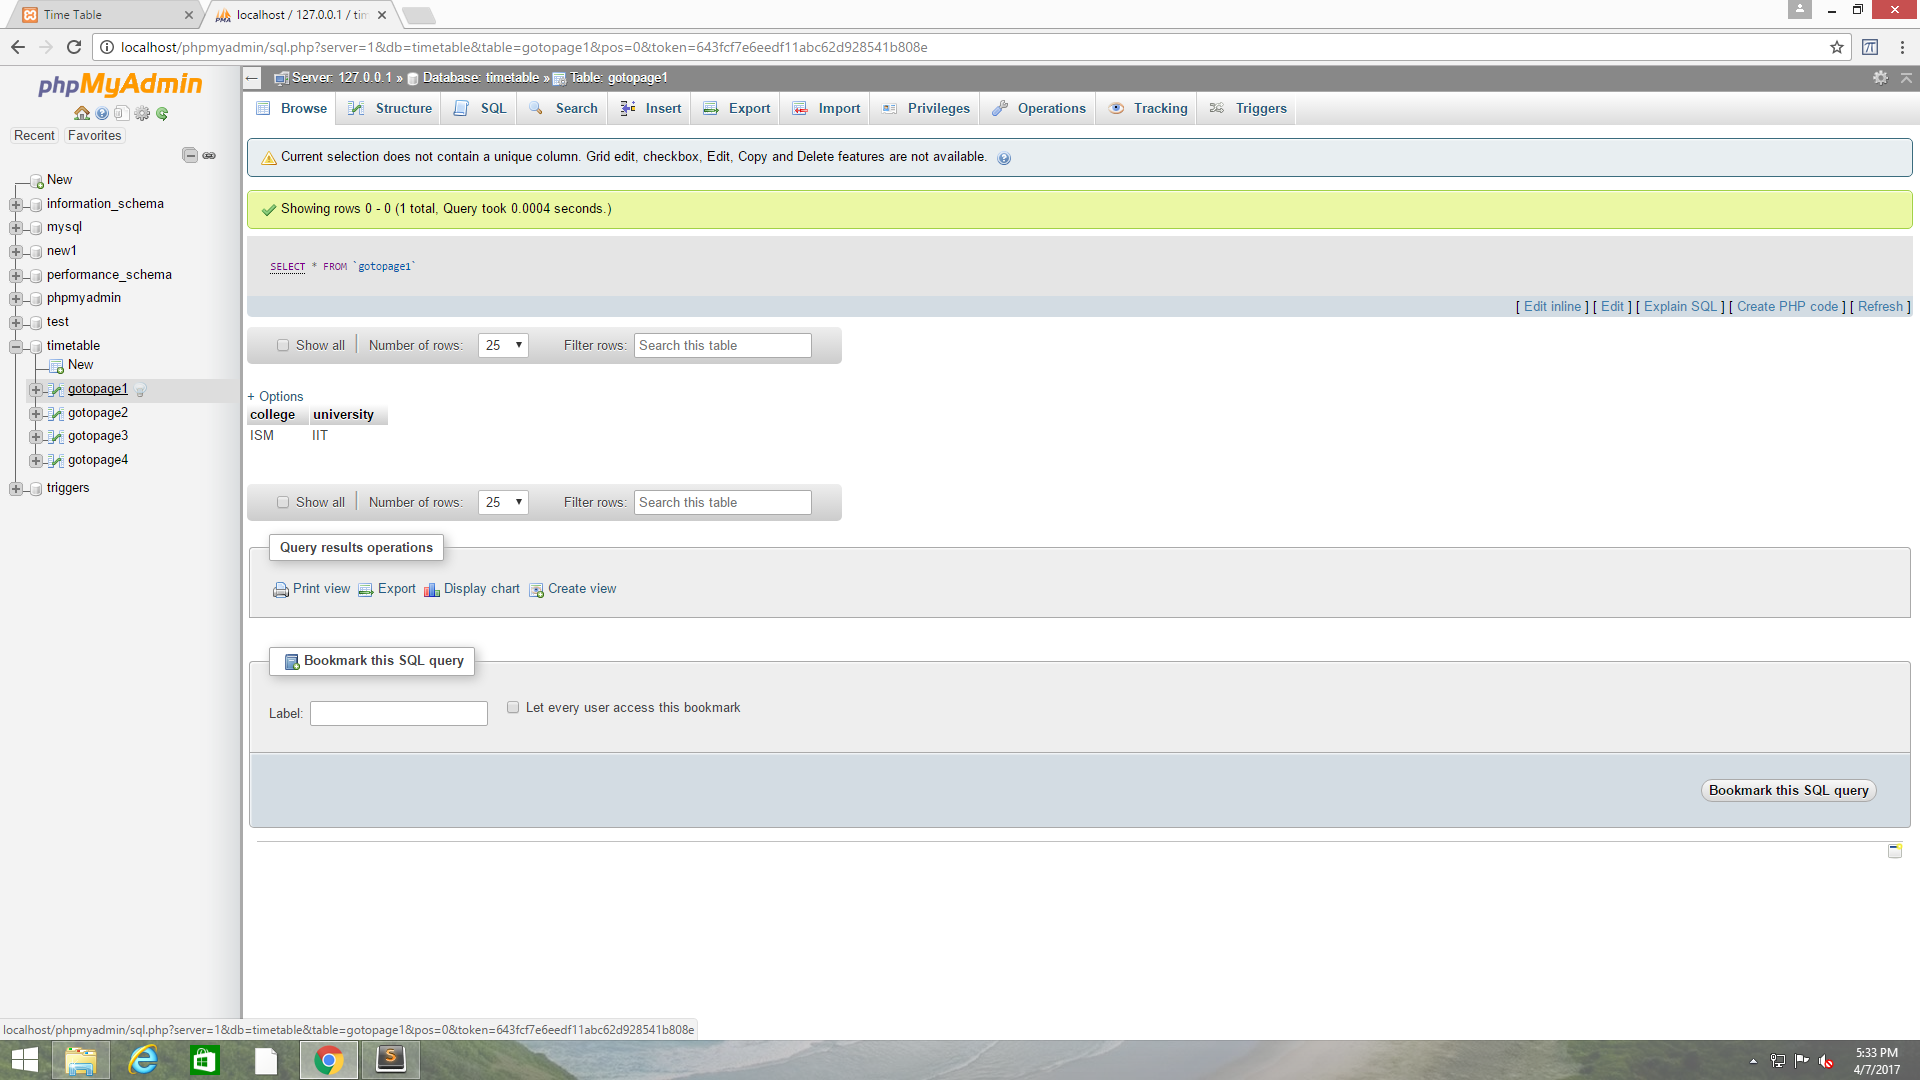 Time Table
localhost / 127.0.0.1 / tim
localhost/phpmyadmin/sql.php?server=1&db=timetable&table=gotopage1&pos=0&token=643fcf7e6eedf11abc62d928541b808e
phpMyAdmin
Recent Favorites
New
information_schema
mysql
new1
performance_schema
phpmyadmin
test
timetable
New
gotopage1
gotopage2
gotopage3
gotopage4
triggers
Server: 127.0.0.1 » Database: timetable » Table: gotopage1
Browse Structure SQL Search Insert Export Import Privileges Operations Tracking Triggers
Current selection does not contain a unique column. Grid edit, checkbox, Edit, Copy and Delete features are not available.
Showing rows 0 - 0 (1 total, Query took 0.0004 seconds.)
SELECT * FROM `gotopage1`
[ Edit inline ] [ Edit ] [ Explain SQL ] [ Create PHP code ] [ Refresh ]
Show all Number of rows: 25 Filter rows: Search this table
+ Options
college university
ISM IIT
Show all Number of rows: 25 Filter rows: Search this table
Query results operations
Print view Export Display chart Create view
Bookmark this SQL query
Label: Let every user access this bookmark
Bookmark this SQL query
localhost/phpmyadmin/sql.php?server=1&db=timetable&table=gotopage1&pos=0&token=643fcf7e6eedf11abc62d928541b808e
5:33 PM
4/7/2017